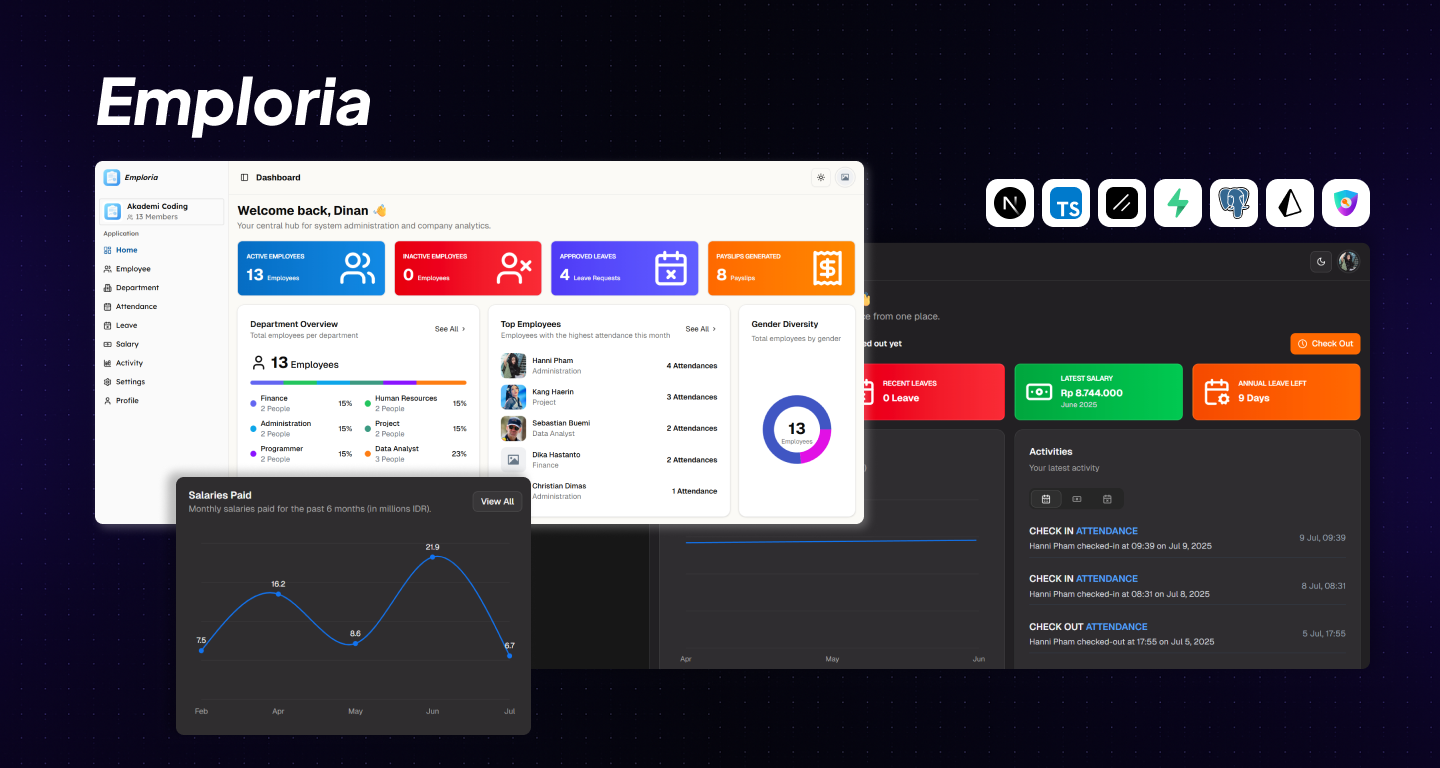 Emploria
Emploria
Akademi Coding
13 Members
Application
Home
Employee
Department
Attendance
Leave
Salary
Activity
Settings
Profile
Dashboard
Welcome back, Dinan 👋
Your central hub for system administration and company analytics.
ACTIVE EMPLOYEES
13 Employees
INACTIVE EMPLOYEES
0 Employees
APPROVED LEAVES
4 Leave Requests
PAYSLIPS GENERATED
8 Payslips
Department Overview
Total employees per department
See All
13 Employees
Finance
2 People
15%
Human Resources
2 People
15%
Administration
2 People
15%
Project
2 People
15%
Programmer
2 People
15%
Data Analyst
3 People
23%
Top Employees
Employees with the highest attendance this month
See All
Hanni Pham
Administration
4 Attendances
Kang Haerin
Project
3 Attendances
Sebastian Buemi
Data Analyst
2 Attendances
Dika Hastanto
Finance
2 Attendances
Christian Dimas
Administration
1 Attendance
Gender Diversity
Total employees by gender
13
Employees
Salaries Paid
Monthly salaries paid for the past 6 months (in millions IDR).
View All
7.5
16.2
8.6
21.9
6.7
Feb
Apr
May
Jun
Jul
N
TS
ce from one place.
ed out yet
Check Out
RECENT LEAVES
0 Leave
LATEST SALARY
Rp 8.744.000
June 2025
ANNUAL LEAVE LEFT
9 Days
)
Apr
May
Jun
Activities
Your latest activity
CHECK IN ATTENDANCE
Hanni Pham checked-in at 09:39 on Jul 9, 2025
9 Jul, 09:39
CHECK IN ATTENDANCE
Hanni Pham checked-in at 08:31 on Jul 8, 2025
8 Jul, 08:31
CHECK OUT ATTENDANCE
Hanni Pham checked-out at 17:55 on Jul 5, 2025
5 Jul, 17:55